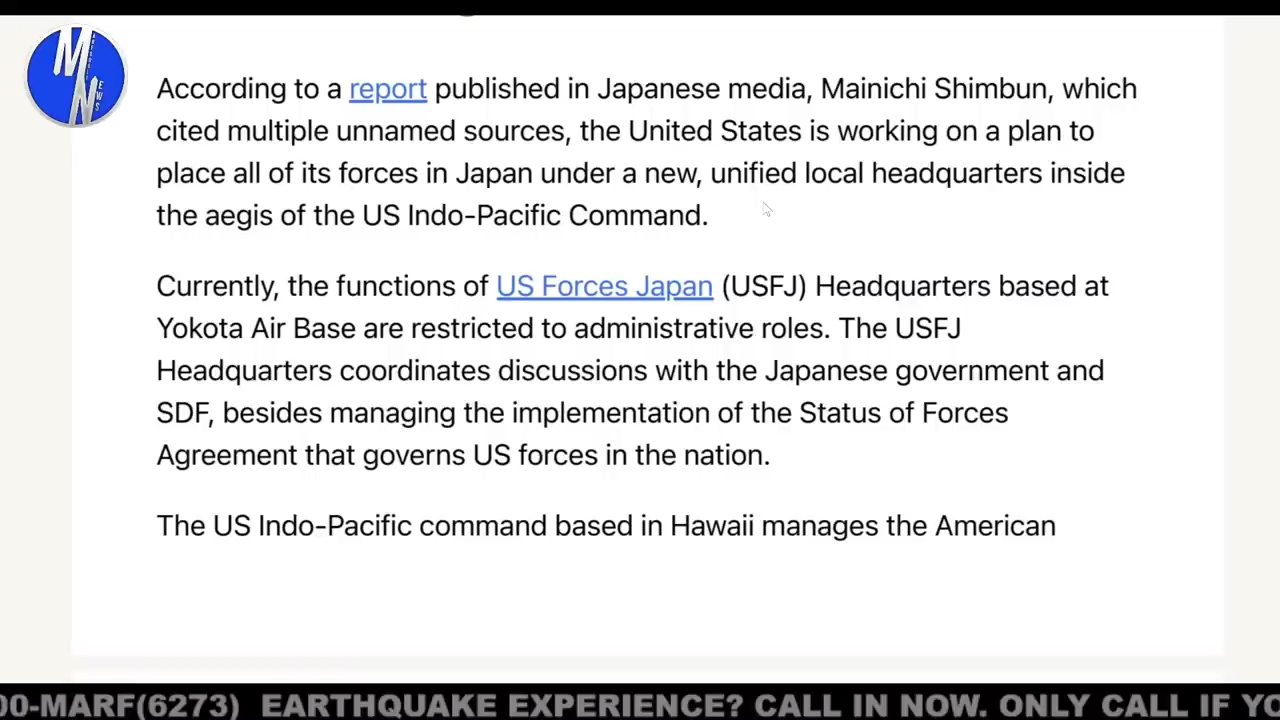 According to a report published in Japanese media, Mainichi Shimbun, which
cited multiple unnamed sources, the United States is working on a plan to
place all of its forces in Japan under a new, unified local headquarters inside
the aegis of the US Indo-Pacific Command.
Currently, the functions of US Forces Japan (USFJ) Headquarters based at
Yokota Air Base are restricted to administrative roles. The USFJ
Headquarters coordinates discussions with the Japanese government and
SDF, besides managing the implementation of the Status of Forces
Agreement that governs US forces in the nation.
The US Indo-Pacific command based in Hawaii manages the American
00-MARF(6273) EARTHQUAKE EXPERIENCE? CALL IN NOW. ONLY CALL IF YO